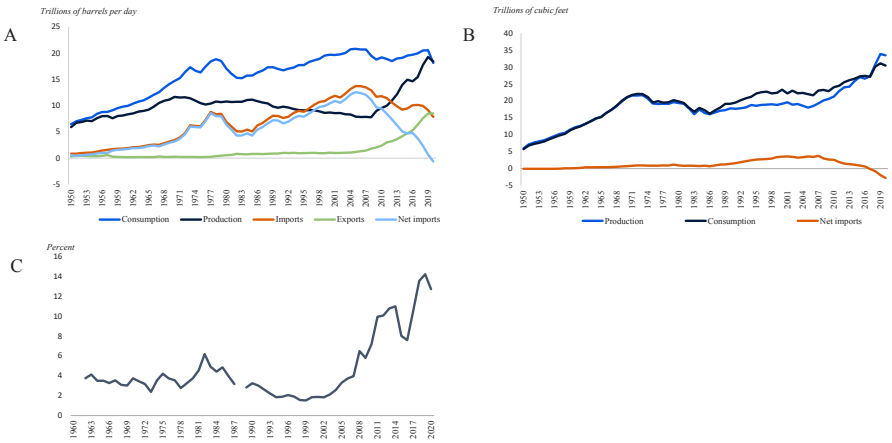 Trillions of barrels per day
A
25
20
15
10
5
0
-5
1950 1953 1956 1959 1962 1965 1968 1971 1974 1977 1980 1983 1986 1989 1992 1995 1998 2001 2004 2007 2010 2013 2016 2019
Consumption Production Imports Exports Net imports
Trillions of cubic feet
B
40
35
30
25
20
15
10
5
0
-5
1950 1953 1956 1959 1962 1965 1968 1971 1974 1977 1980 1983 1986 1989 1992 1995 1998 2001 2004 2007 2010 2013 2016 2019
Production Consumption Net imports
Percent
C
16
14
12
10
8
6
4
2
0
1960 1963 1966 1969 1972 1975 1978 1981 1984 1987 1990 1993 1996 1999 2002 2005 2008 2011 2014 2017 2020